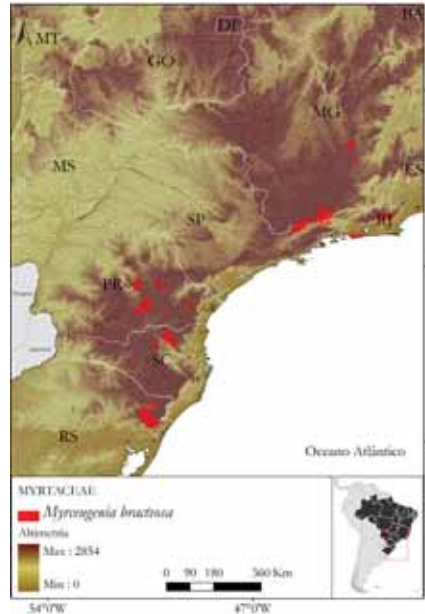 BA
DF
MT
GO
MG
ES
MS
SP
RJ
PR
SC
RS
Oceano Atlântico
MYRTACEAE
Myrceugenia bracteosa
Altimetria
Max : 2854
Min : 0
0 90 180 360 Km
54°0'W 47°0'W